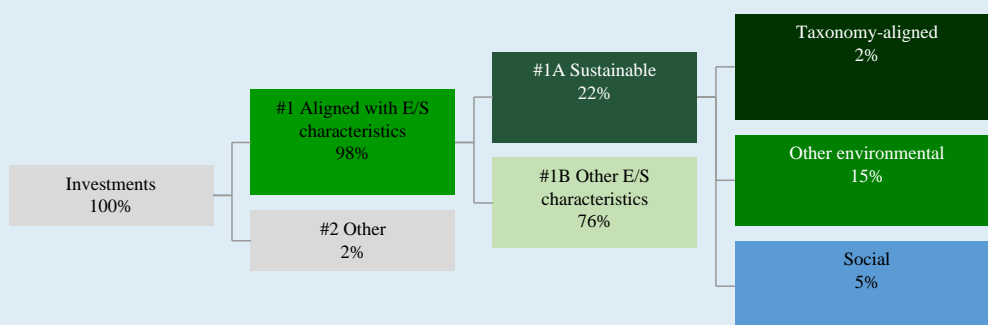 Investments
100%
#1 Aligned with E/S
characteristics
98%
#2 Other
2%
#1A Sustainable
22%
#1B Other E/S
characteristics
76%
Taxonomy-aligned
2%
Other environmental
15%
Social
5%